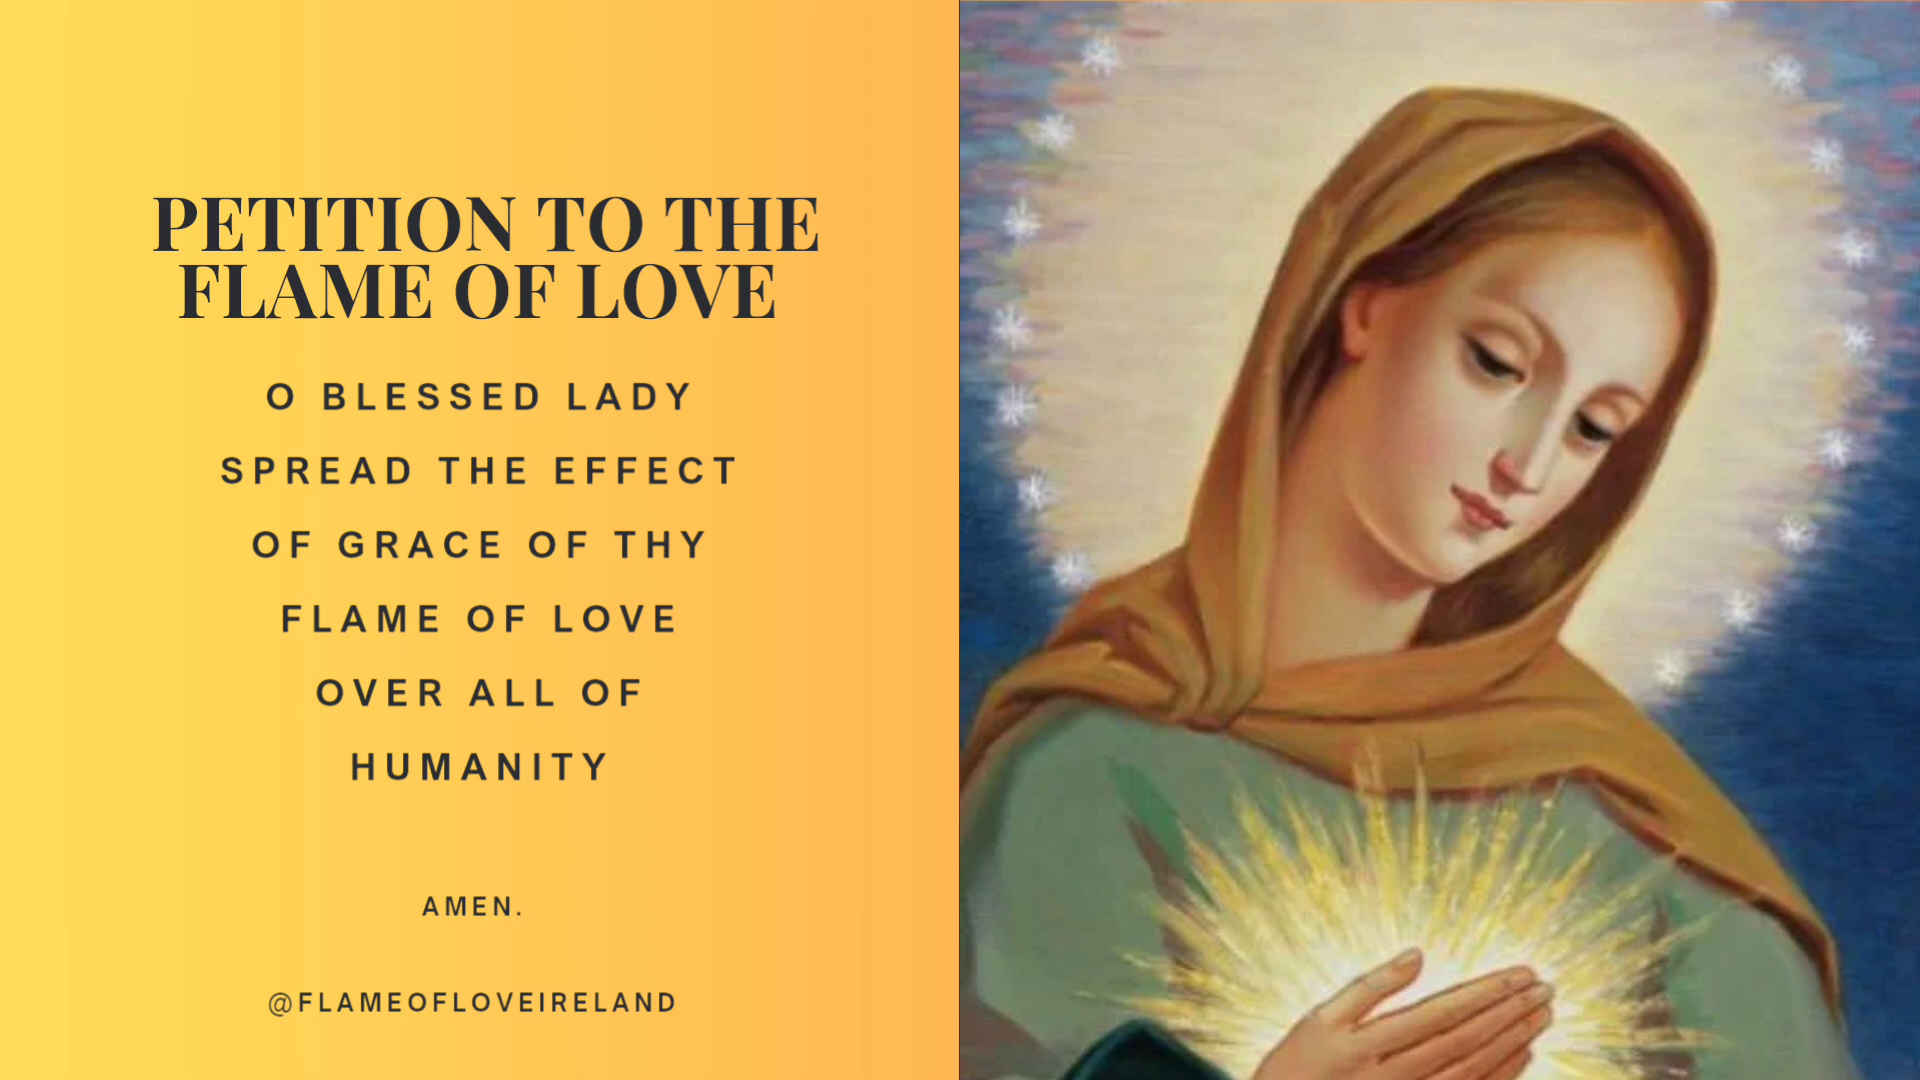 PETITION TO THE
FLAME OF LOVE
O BLESSED LADY
SPREAD THE EFFECT
OF GRACE OF THY
FLAME OF LOVE
OVER ALL OF
HUMANITY
AMEN.
@FLAMEOFLOVEIRELAND